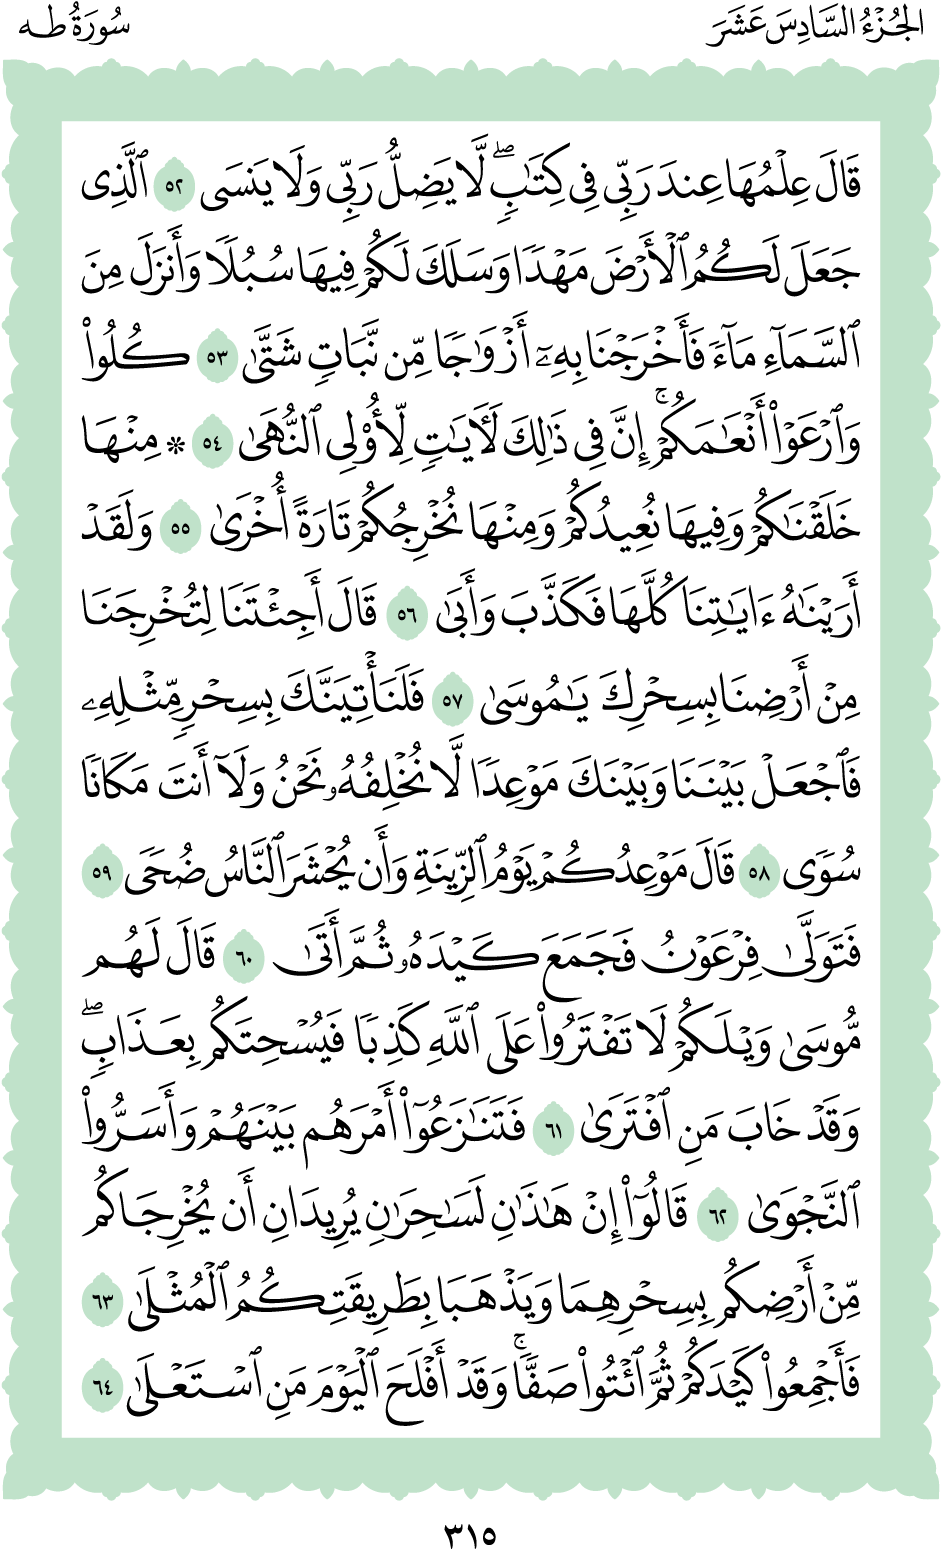 الجُزْءُ السَّادِسَ عَشَرَ
سُورَةُ طه
قَالَ عِلْمُهَا عِندَ رَبِّي فِي كِتَٰبٖۖ لَّا يَضِلُّ رَبِّي وَلَا يَنسَى ٥٢ ٱلَّذِي
جَعَلَ لَكُمُ ٱلۡأَرۡضَ مَهۡدٗا وَسَلَكَ لَكُمۡ فِيهَا سُبُلٗا وَأَنزَلَ مِنَ
ٱلسَّمَآءِ مَآءٗ فَأَخۡرَجۡنَا بِهِۦٓ أَزۡوَٰجٗا مِّن نَّبَاتٖ شَتَّىٰ ٥٣ كُلُواْ
وَٱرۡعَوۡاْ أَنۡعَٰمَكُمۡۚ إِنَّ فِي ذَٰلِكَ لَأٓيَٰتٖ لِّأُوْلِي ٱلنُّهَىٰ ٥٤ * مِنۡهَا
خَلَقۡنَٰكُمۡ وَفِيهَا نُعِيدُكُمۡ وَمِنۡهَا نُخۡرِجُكُمۡ تَارَةً أُخۡرَىٰ ٥٥ وَلَقَدۡ
أَرَيۡنَٰهُ ءَايَٰتِنَا كُلَّهَا فَكَذَّبَ وَأَبَىٰ ٥٦ قَالَ أَجِئۡتَنَا لِتُخۡرِجَنَا
مِنۡ أَرۡضِنَا بِسِحۡرِكَ يَٰمُوسَىٰ ٥٧ فَلَنَأۡتِيَنَّكَ بِسِحۡرٖ مِّثۡلِهِۦ
فَٱجۡعَلۡ بَيۡنَنَا وَبَيۡنَكَ مَوۡعِدٗا لَّا نُخۡلِفُهُۥ نَحۡنُ وَلَآ أَنتَ مَكَانٗا
سُوٗى ٥٨ قَالَ مَوۡعِدُكُمۡ يَوۡمُ ٱلزِّينَةِ وَأَن يُحۡشَرَ ٱلنَّاسُ ضُحٗى ٥٩
فَتَوَلَّىٰ فِرۡعَوۡنُ فَجَمَعَ كَيۡدَهُۥ ثُمَّ أَتَىٰ ٦٠ قَالَ لَهُم
مُّوسَىٰ وَيۡلَكُمۡ لَا تَفۡتَرُواْ عَلَى ٱللَّهِ كَذِبٗا فَيُسۡحِتَكُم بِعَذَابٖۖ
وَقَدۡ خَابَ مَنِ ٱفۡتَرَىٰ ٦١ فَتَنَٰزَعُوٓاْ أَمۡرَهُم بَيۡنَهُمۡ وَأَسَرُّواْ
ٱلنَّجۡوَىٰ ٦٢ قَالُوٓاْ إِنۡ هَٰذَٰنِ لَسَٰحِرَٰنِ يُرِيدَانِ أَن يُخۡرِجَاكُم
مِّنۡ أَرۡضِكُم بِسِحۡرِهِمَا وَيَذۡهَبَا بِطَرِيقَتِكُمُ ٱلۡمُثۡلَىٰ ٦٣
فَأَجۡمِعُواْ كَيۡدَكُمۡ ثُمَّ ٱئۡتُواْ صَفّٗاۚ وَقَدۡ أَفۡلَحَ ٱلۡيَوۡمَ مَنِ ٱسۡتَعۡلَىٰ ٦٤
٣١٥